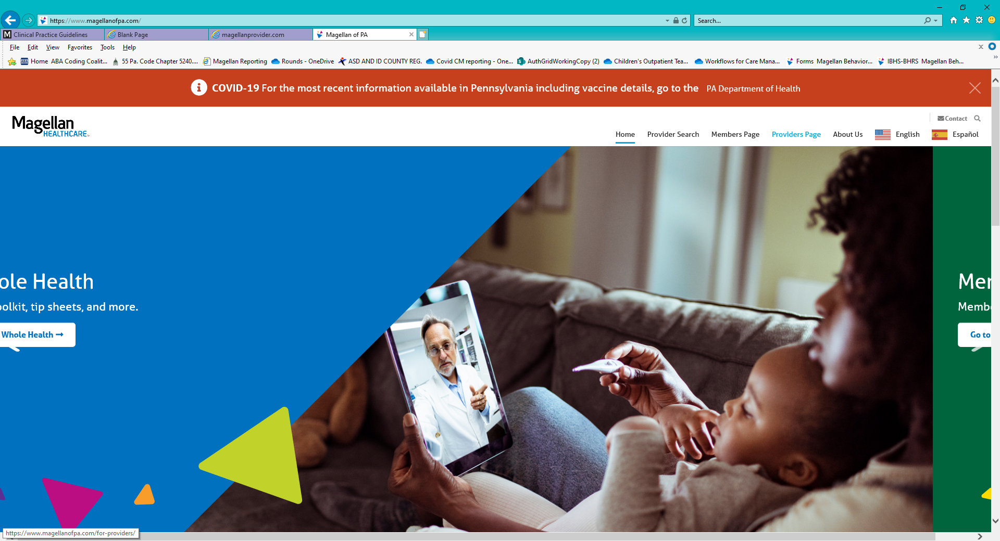 https://www.magellanofpa.com/
Search...
Clinical Practice Guidelines
Blank Page
magellanprovider.com
Magellan of PA
File Edit View Favorites Tools Help
Home ABA Coding Coalit...
55 Pa. Code Chapter 5240....
Magellan Reporting
Rounds - OneDrive
ASD AND ID COUNTY REG.
Covid CM reporting - One...
AuthGridWorkingCopy (2)
Children's Outpatient Tea...
Workflows for Care Mana...
Forms Magellan Behavior...
IBHS-BHRS Magellan Beh...
COVID-19 For the most recent information available in Pennsylvania including vaccine details, go to the PA Department of Health
Magellan
HEALTHCARE
Contact
Home Provider Search Members Page Providers Page About Us English Español
ole Health
olkit, tip sheets, and more.
Whole Health
Mer
Membe
Go to
https://www.magellanofpa.com/for-providers/